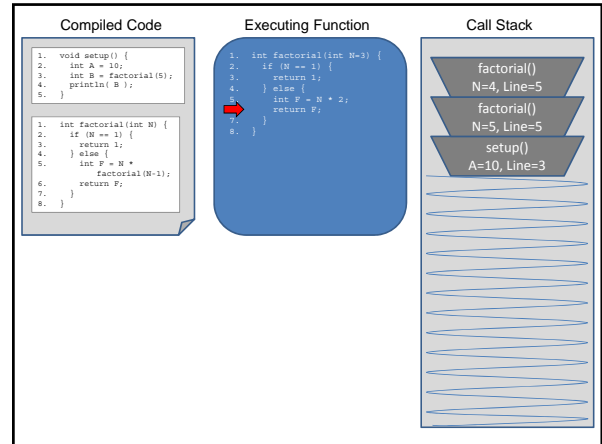 Compiled Code
1. void setup() {
2. int A = 10;
3. int B = factorial(5);
4. println( B );
5. }
1. int factorial(int N) {
2. if (N == 1) {
3. return 1;
4. } else {
5. int F = N *
factorial(N-1);
6. return F;
7. }
8. }
Executing Function
1. int factorial(int N=3) {
2. if (N == 1) {
3. return 1;
4. } else {
5. int F = N * 2;
return F;
7. }
8. }
Call Stack
factorial()
N=4, Line=5
factorial()
N=5, Line=5
setup()
A=10, Line=3